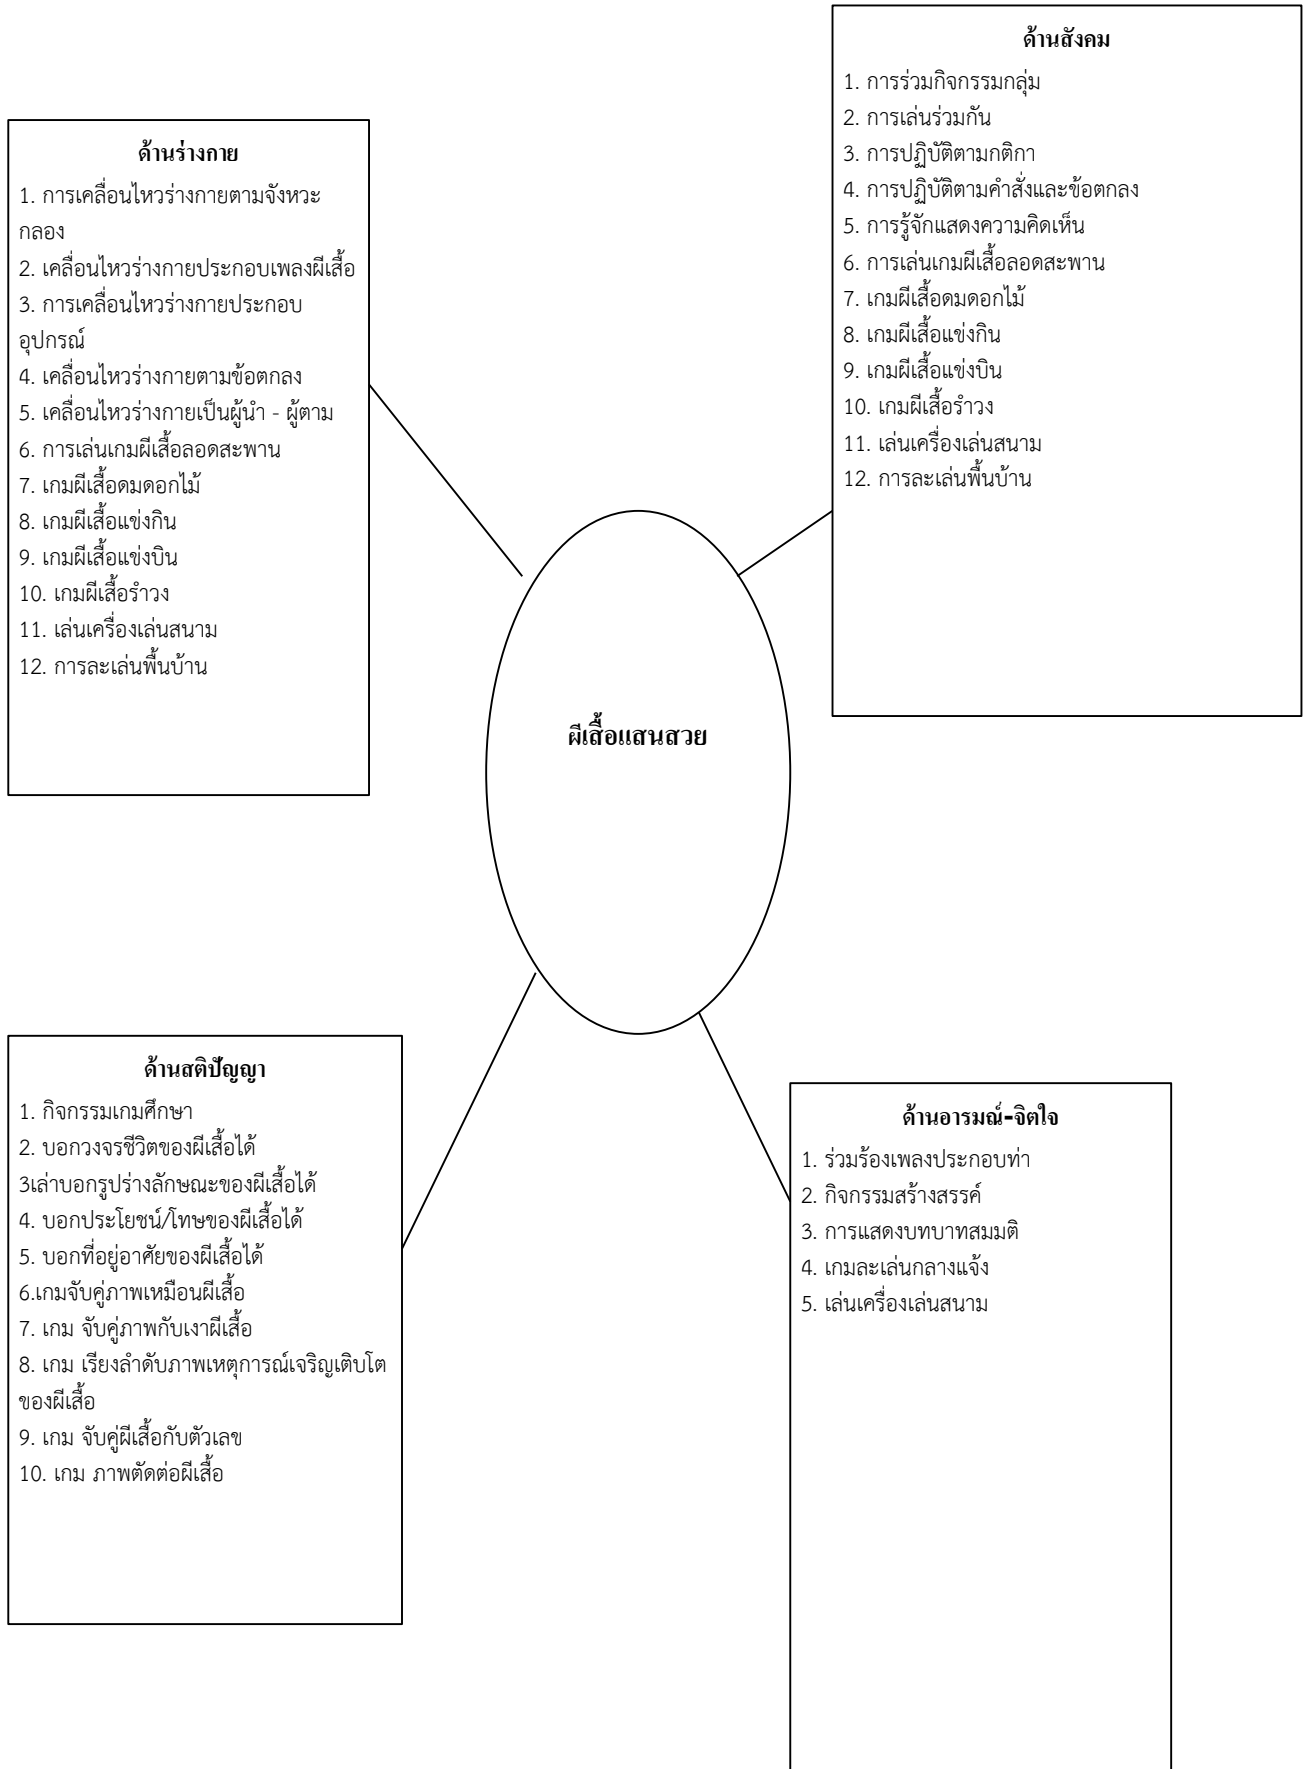 ด้านสังคม
1. การร่วมกิจกรรมกลุ่ม
2. การเล่นร่วมกัน
3. การปฏิบัติตามกติกา
4. การปฏิบัติตามคำสั่งและข้อตกลง
5. การรู้จักแสดงความคิดเห็น
6. การเล่นเกมผีเสื้อลอดสะพาน
7. เกมผีเสื้อดมดอกไม้
8. เกมผีเสื้อแข่งกิน
9. เกมผีเสื้อแข่งบิน
10. เกมผีเสื้อรำวง
11. เล่นเครื่องเล่นสนาม
12. การละเล่นพื้นบ้าน
ด้านร่างกาย
1. การเคลื่อนไหวร่างกายตามจังหวะ
กลอง
2. เคลื่อนไหวร่างกายประกอบเพลงผีเสื้อ
3. การเคลื่อนไหวร่างกายประกอบ
อุปกรณ์
4. เคลื่อนไหวร่างกายตามข้อตกลง
5. เคลื่อนไหวร่างกายเป็นผู้นำ - ผู้ตาม
6. การเล่นเกมผีเสื้อลอดสะพาน
7. เกมผีเสื้อดมดอกไม้
8. เกมผีเสื้อแข่งกิน
9. เกมผีเสื้อแข่งบิน
10. เกมผีเสื้อรำวง
11. เล่นเครื่องเล่นสนาม
12. การละเล่นพื้นบ้าน
ผีเสื้อแสนสวย
ด้านสติปัญญา
1. กิจกรรมเกมศึกษา
2. บอกวงจรชีวิตของผีเสื้อได้
3เล่าบอกรูปร่างลักษณะของผีเสื้อได้
4. บอกประโยชน์/โทษของผีเสื้อได้
5. บอกที่อยู่อาศัยของผีเสื้อได้
6.เกมจับคู่ภาพเหมือนผีเสื้อ
7. เกม จับคู่ภาพกับเงาผีเสื้อ
8. เกม เรียงลำดับภาพเหตุการณ์เจริญเติบโต
ของผีเสื้อ
9. เกม จับคู่ผีเสื้อกับตัวเลข
10. เกม ภาพตัดต่อผีเสื้อ
ด้านอารมณ์-จิตใจ
1. ร่วมร้องเพลงประกอบท่า
2. กิจกรรมสร้างสรรค์
3. การแสดงบทบาทสมมติ
4. เกมละเล่นกลางแจ้ง
5. เล่นเครื่องเล่นสนาม